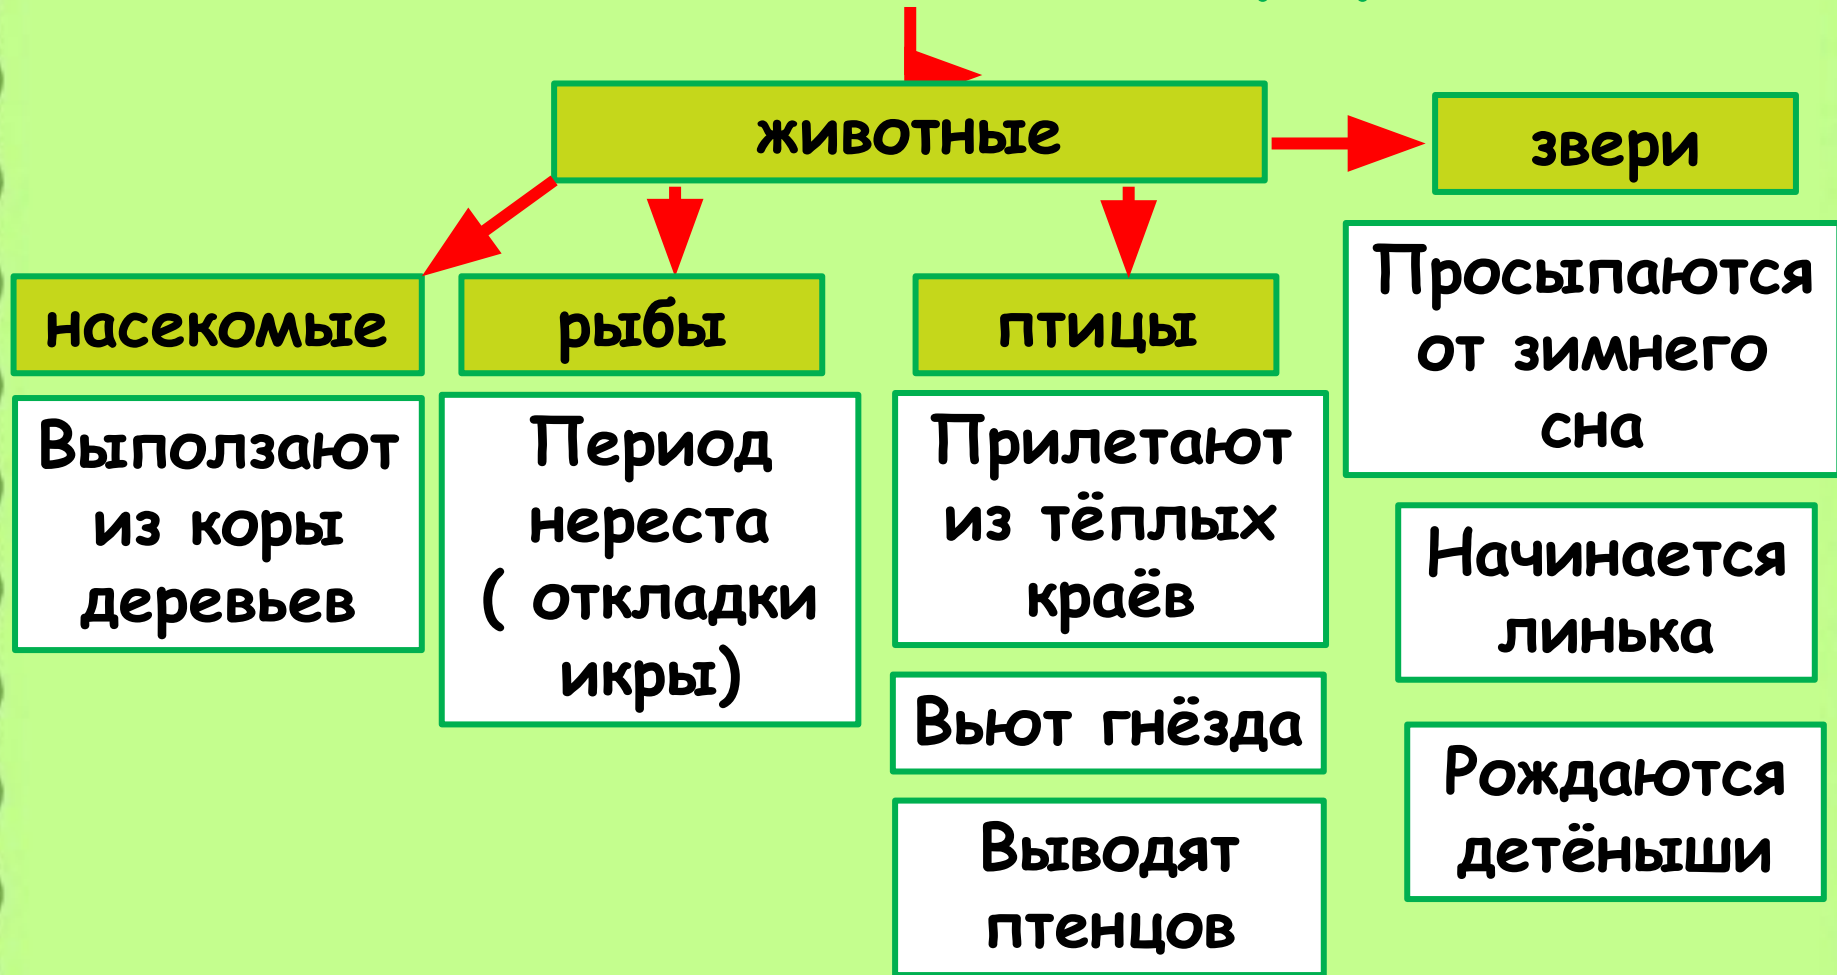 животные
звери
насекомые
рыбы
птицы
Выползают
из коры
деревьев
Период
нереста
( откладки
икры)
Прилетают
из тёплых
краёв
Вьют гнёзда
Выводят
птенцов
Просыпаются
от зимнего
сна
Начинается
линька
Рождаются
детёныши